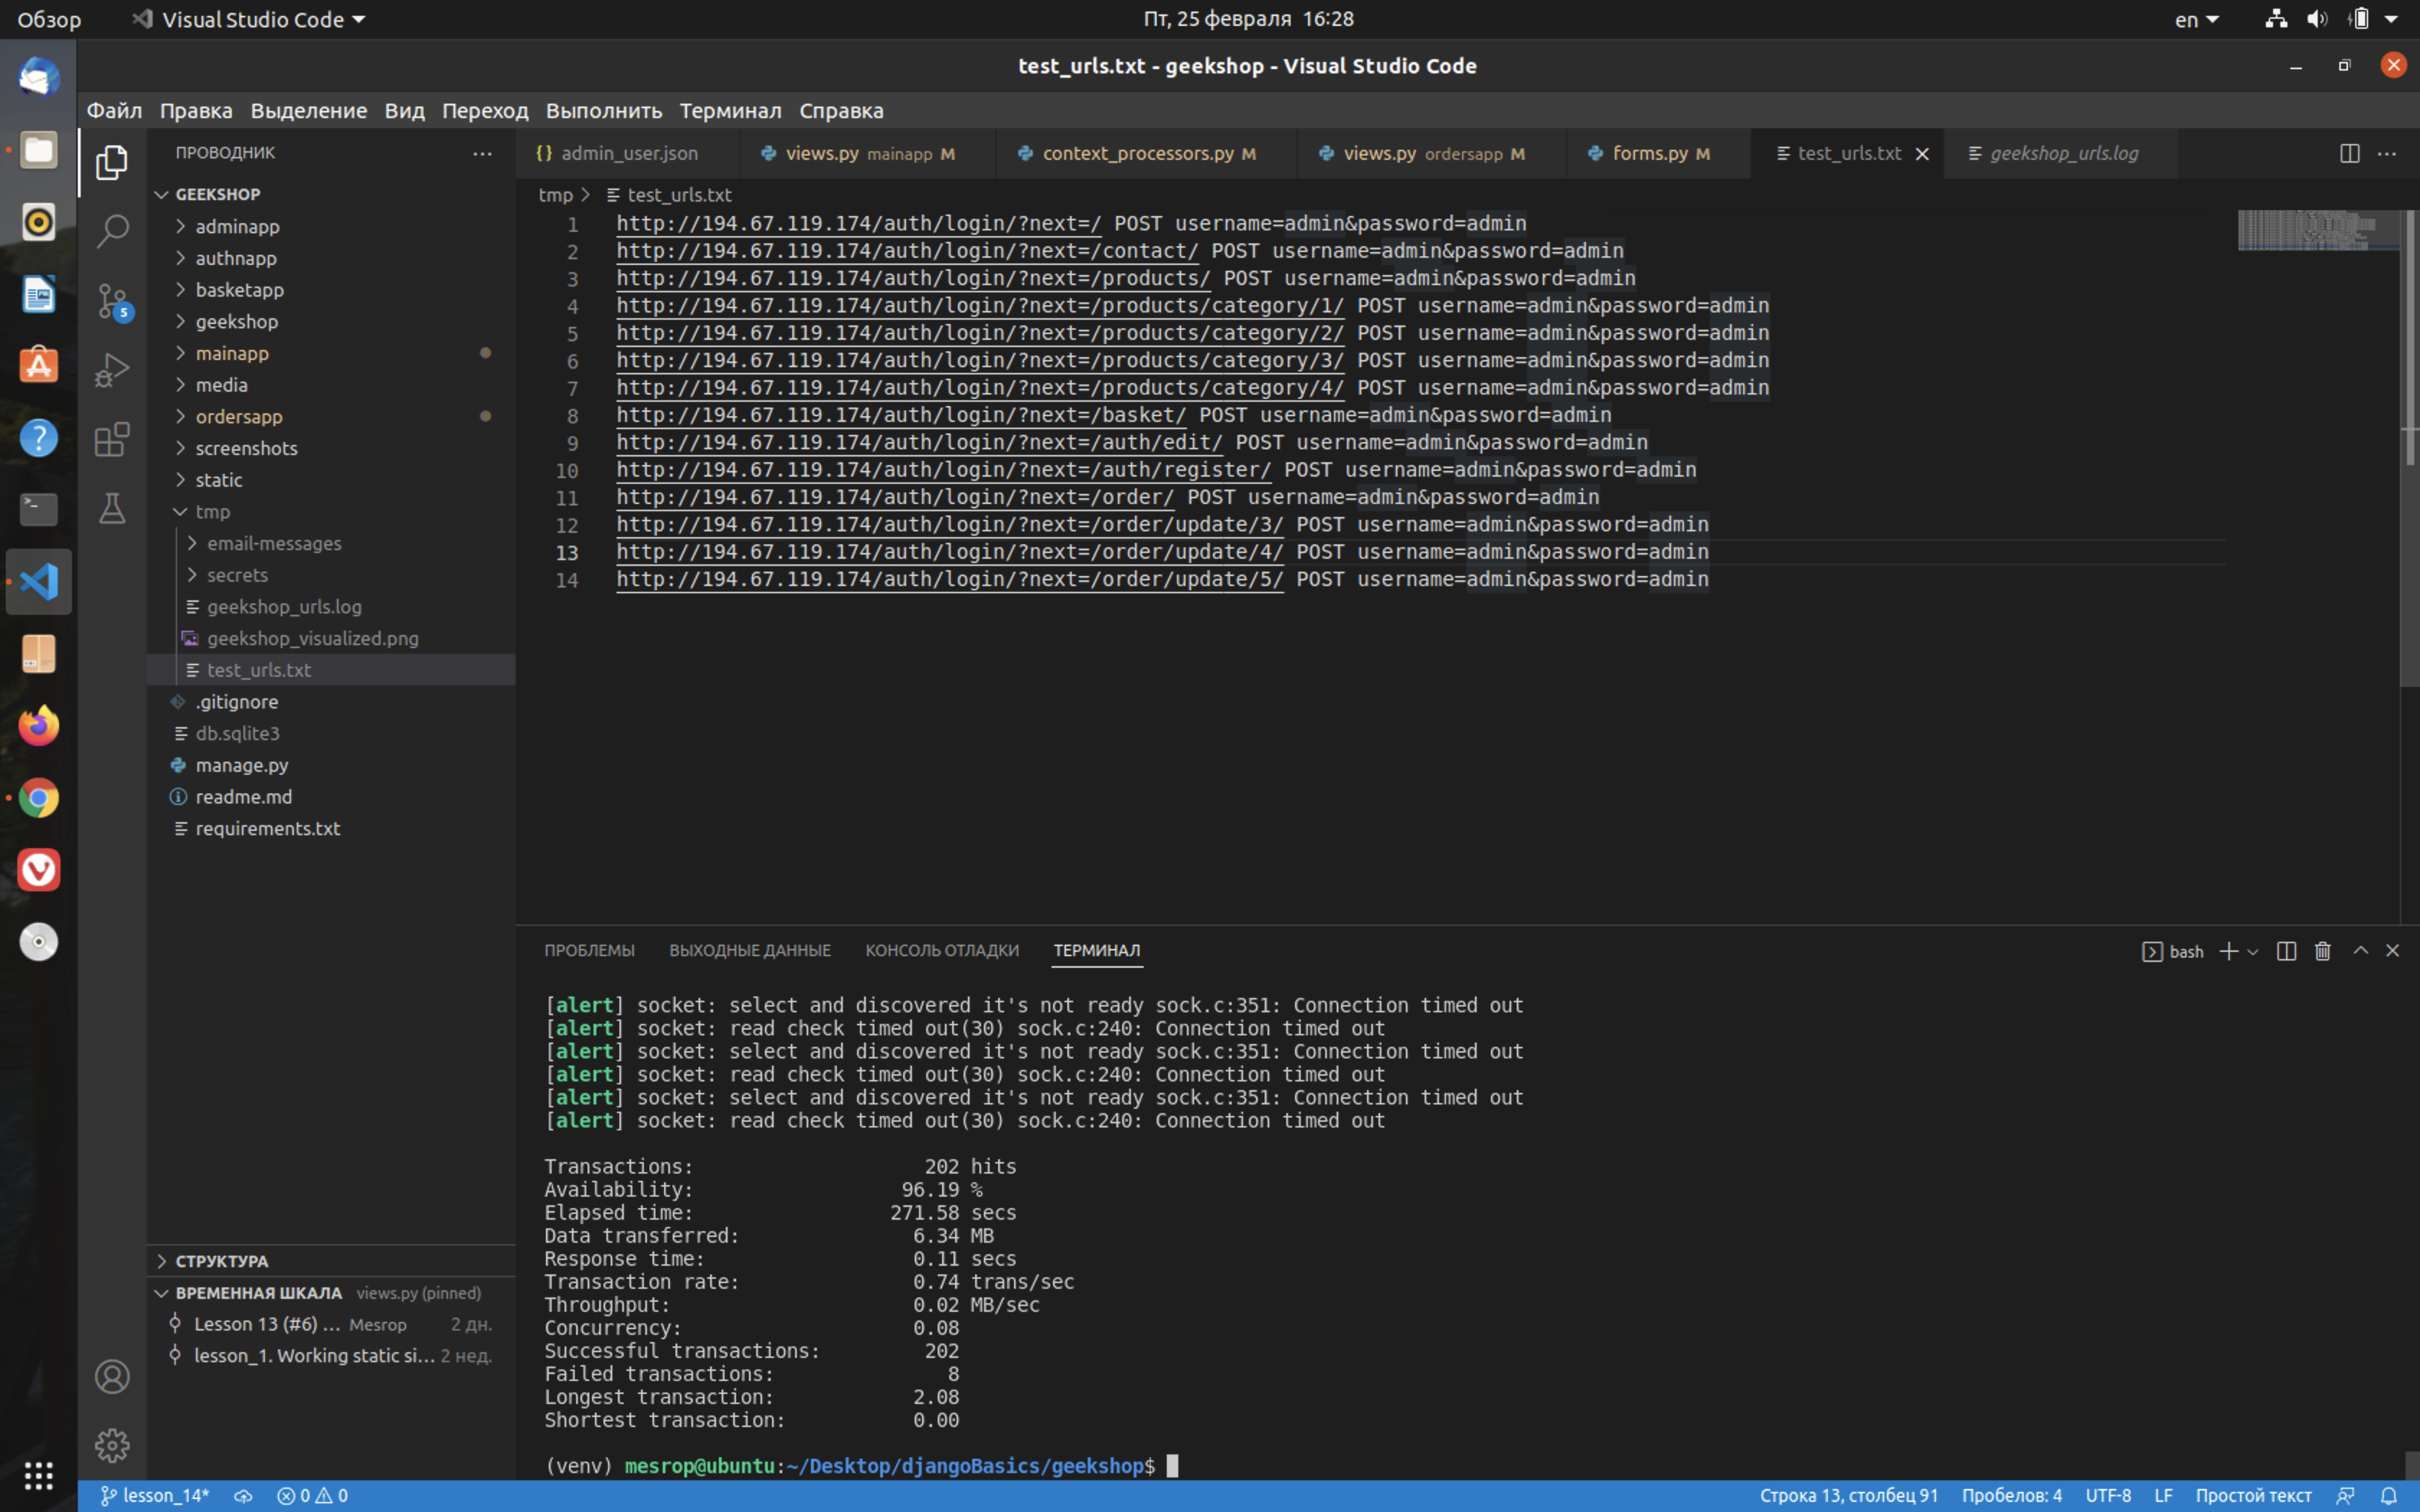 Обзор
Visual Studio Code
Пт, 25 февраля 16:28
en
test_urls.txt - geekshop - Visual Studio Code
Файл Правка Выделение Вид Переход Выполнить Терминал Справка
ПРОВОДНИК
GEEKSHOP
adminapp
authnapp
basketapp
geekshop
mainapp
media
ordersapp
screenshots
static
tmp
email-messages
secrets
geekshop_urls.log
geekshop_visualized.png
test_urls.txt
.gitignore
db.sqlite3
manage.py
readme.md
requirements.txt
СТРУКТУРА
ВРЕМЕННАЯ ШКАЛА views.py (pinned)
Lesson 13 (#6) ... Mesrop 2 дн.
lesson_1. Working static si... 2 нед.
5
{} admin_user.json views.py mainapp M context_processors.py M views.py ordersapp M forms.py M test_urls.txt geekshop_urls.log
tmp > test_urls.txt
1 http://194.67.119.174/auth/login/?next=/ POST username=admin&password=admin
2 http://194.67.119.174/auth/login/?next=/contact/ POST username=admin&password=admin
3 http://194.67.119.174/auth/login/?next=/products/ POST username=admin&password=admin
4 http://194.67.119.174/auth/login/?next=/products/category/1/ POST username=admin&password=admin
5 http://194.67.119.174/auth/login/?next=/products/category/2/ POST username=admin&password=admin
6 http://194.67.119.174/auth/login/?next=/products/category/3/ POST username=admin&password=admin
7 http://194.67.119.174/auth/login/?next=/products/category/4/ POST username=admin&password=admin
8 http://194.67.119.174/auth/login/?next=/basket/ POST username=admin&password=admin
9 http://194.67.119.174/auth/login/?next=/auth/edit/ POST username=admin&password=admin
10 http://194.67.119.174/auth/login/?next=/auth/register/ POST username=admin&password=admin
11 http://194.67.119.174/auth/login/?next=/order/ POST username=admin&password=admin
12 http://194.67.119.174/auth/login/?next=/order/update/3/ POST username=admin&password=admin
13 http://194.67.119.174/auth/login/?next=/order/update/4/ POST username=admin&password=admin
14 http://194.67.119.174/auth/login/?next=/order/update/5/ POST username=admin&password=admin
ПРОБЛЕМЫ ВЫХОДНЫЕ ДАННЫЕ КОНСОЛЬ ОТЛАДКИ ТЕРМИНАЛ
bash
[alert] socket: select and discovered it's not ready sock.c:351: Connection timed out
[alert] socket: read check timed out(30) sock.c:240: Connection timed out
[alert] socket: select and discovered it's not ready sock.c:351: Connection timed out
[alert] socket: read check timed out(30) sock.c:240: Connection timed out
[alert] socket: select and discovered it's not ready sock.c:351: Connection timed out
[alert] socket: read check timed out(30) sock.c:240: Connection timed out
Transactions: 202 hits
Availability: 96.19 %
Elapsed time: 271.58 secs
Data transferred: 6.34 MB
Response time: 0.11 secs
Transaction rate: 0.74 trans/sec
Throughput: 0.02 MB/sec
Concurrency: 0.08
Successful transactions: 202
Failed transactions: 8
Longest transaction: 2.08
Shortest transaction: 0.00
(venv) mesrop@ubuntu:~/Desktop/djangoBasics/geekshop$
lesson_14* 0 0
Строка 13, столбец 91 Пробелов: 4 UTF-8 LF Простой текст